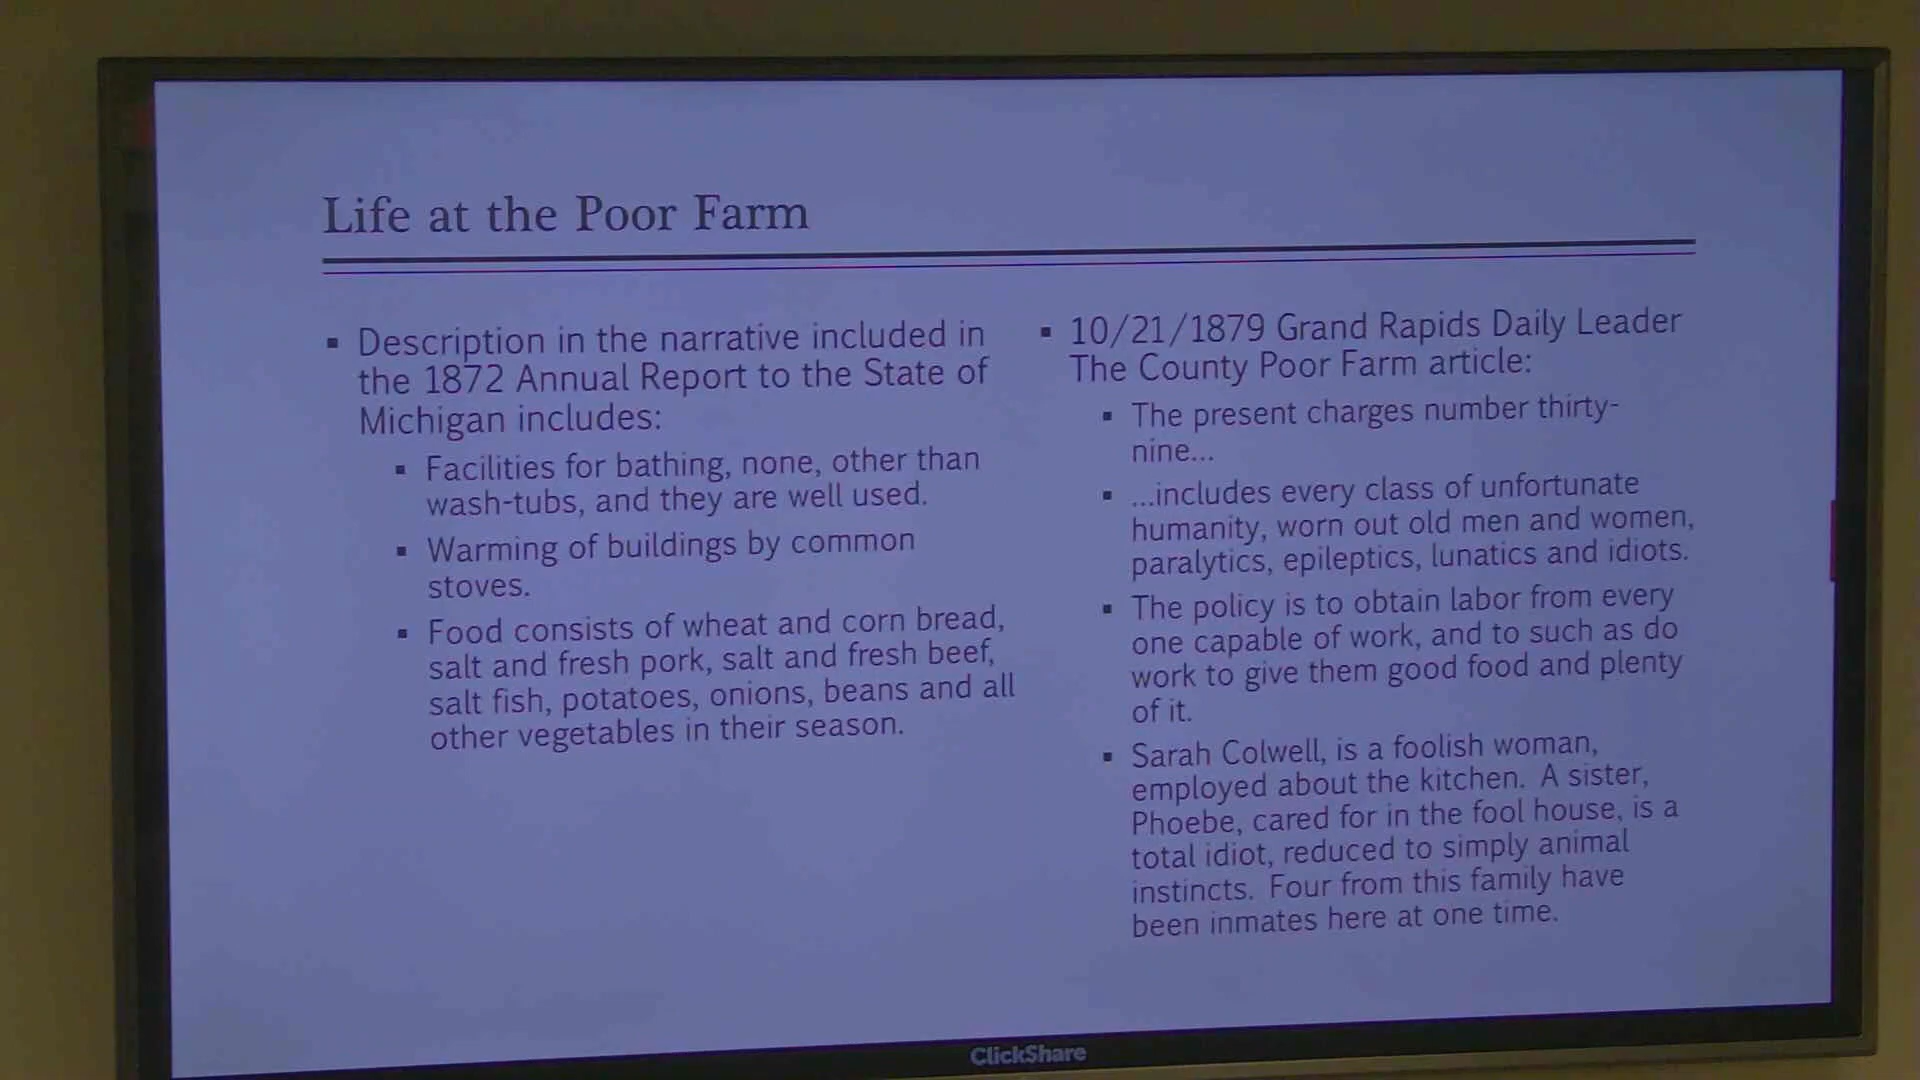 Life at the Poor Farm
▪ Description in the narrative included in
the 1872 Annual Report to the State of
Michigan includes:
▪ Facilities for bathing, none, other than
wash-tubs, and they are well used.
▪ Warming of buildings by common
stoves.
▪ Food consists of wheat and corn bread,
salt and fresh pork, salt and fresh beef,
salt fish, potatoes, onions, beans and all
other vegetables in their season.
▪ 10/21/1879 Grand Rapids Daily Leader
The County Poor Farm article:
▪ The present charges number thirty-
nine...
▪ ...includes every class of unfortunate
humanity, worn out old men and women,
paralytics, epileptics, lunatics and idiots.
▪ The policy is to obtain labor from every
one capable of work, and to such as do
work to give them good food and plenty
of it.
▪ Sarah Colwell, is a foolish woman,
employed about the kitchen. A sister,
Phoebe, cared for in the fool house, is a
total idiot, reduced to simply animal
instincts. Four from this family have
been inmates here at one time.
ClickShare